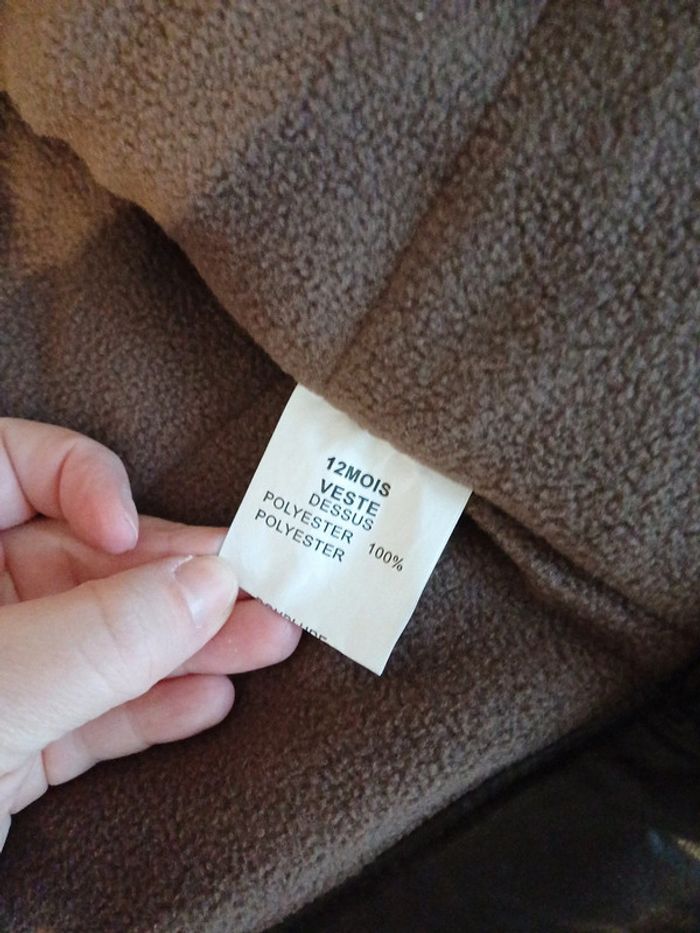 12MOIS
VESTE
DESSUS
POLYESTER
POLYESTER 100%